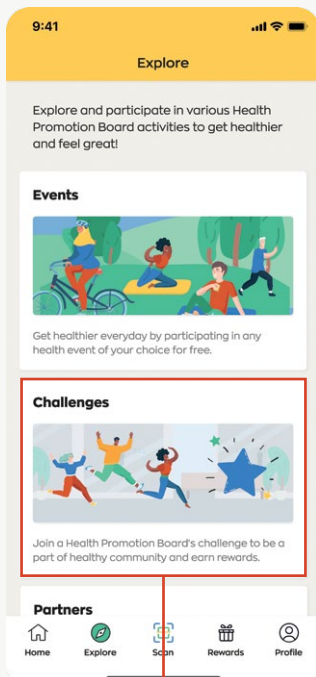 9:41
Explore
Explore and participate in various Health
Promotion Board activities to get healthier
and feel great!
Events
Get healthier everyday by participating in any
health event of your choice for free.
Challenges
Join a Health Promotion Board's challenge to be a
part of healthy community and earn rewards.
Partners
Home Explore Scan Rewards Profile